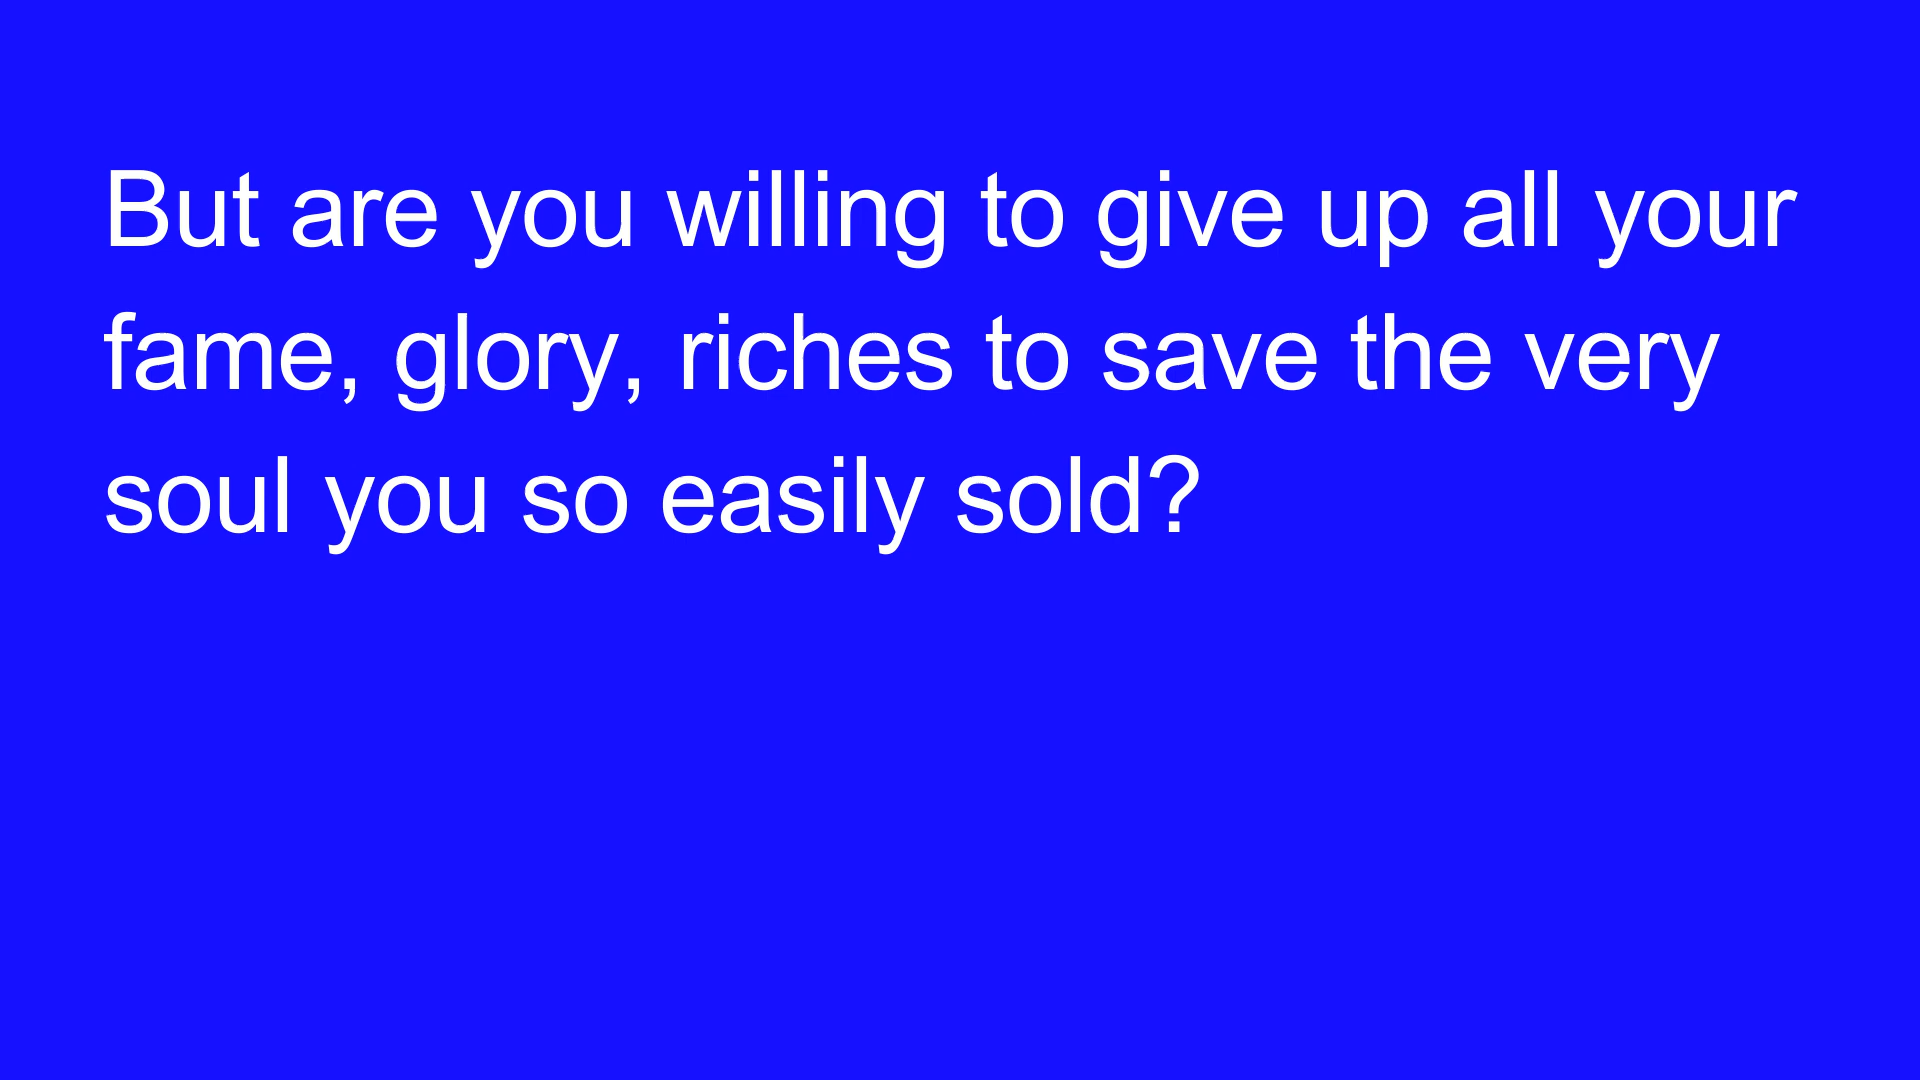 But are you willing to give up all your
fame, glory, riches to save the very
soul you so easily sold?